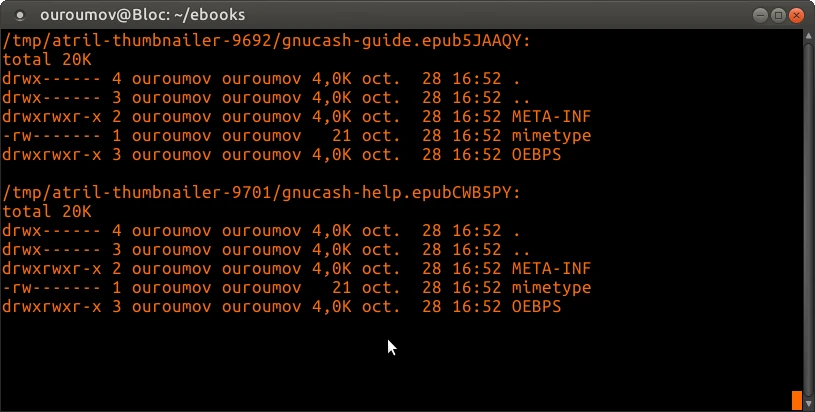 ouroumov@Bloc: ~/ebooks
/tmp/atril-thumbnailer-9692/gnucash-guide.epub5JAAQY:
total 20K
drwx------ 4 ouroumov ouroumov 4,0K oct.  28 16:52 .
drwx------ 3 ouroumov ouroumov 4,0K oct.  28 16:52 ..
drwxrwxr-x 2 ouroumov ouroumov 4,0K oct.  28 16:52 META-INF
-rw------- 1 ouroumov ouroumov   21 oct.  28 16:52 mimetype
drwxrwxr-x 3 ouroumov ouroumov 4,0K oct.  28 16:52 OEBPS
/tmp/atril-thumbnailer-9701/gnucash-help.epubCWB5PY:
total 20K
drwx------ 4 ouroumov ouroumov 4,0K oct.  28 16:52 .
drwx------ 3 ouroumov ouroumov 4,0K oct.  28 16:52 ..
drwxrwxr-x 2 ouroumov ouroumov 4,0K oct.  28 16:52 META-INF
-rw------- 1 ouroumov ouroumov   21 oct.  28 16:52 mimetype
drwxrwxr-x 3 ouroumov ouroumov 4,0K oct.  28 16:52 OEBPS